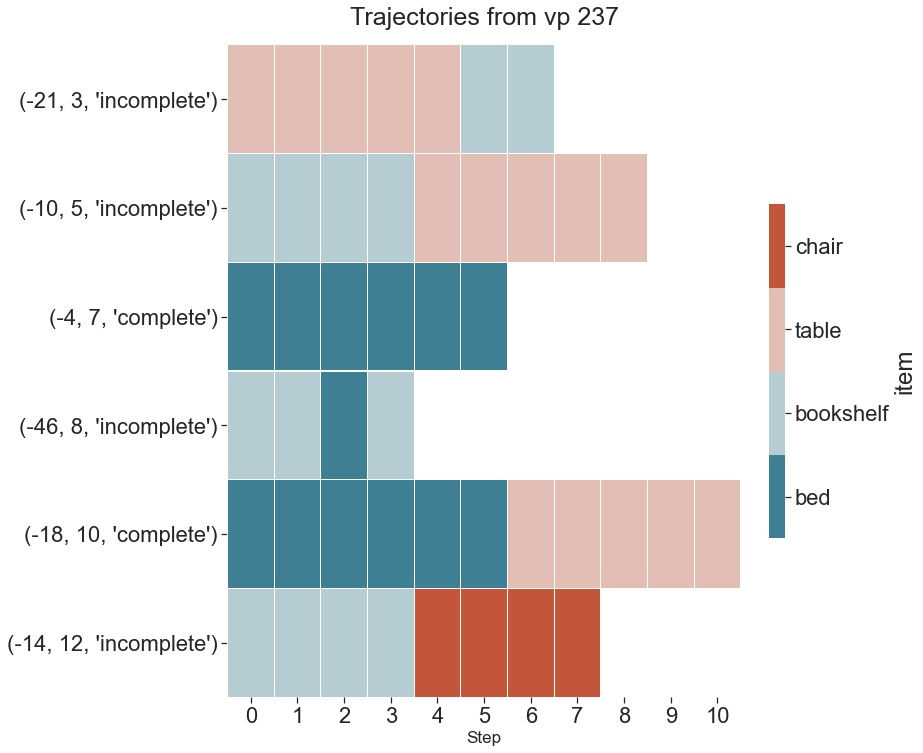 Trajectories from vp 237
(-21, 3, 'incomplete')
(-10, 5, 'incomplete')
(-4, 7, 'complete')
(-46, 8, 'incomplete')
(-18, 10, 'complete')
(-14, 12, 'incomplete')
0 1 2 3 4 5 6 7 8 9 10
Step
chair
table
bookshelf
bed
item